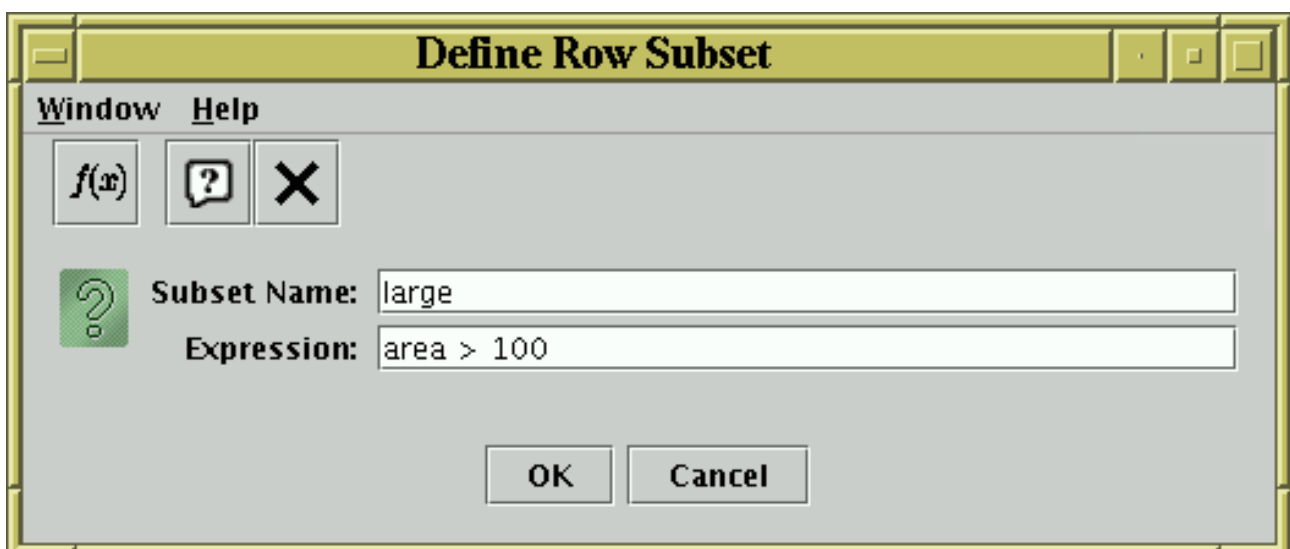 Define Row Subset
Window Help
f(x) ?
Subset Name: large
Expression: area > 100
OK Cancel